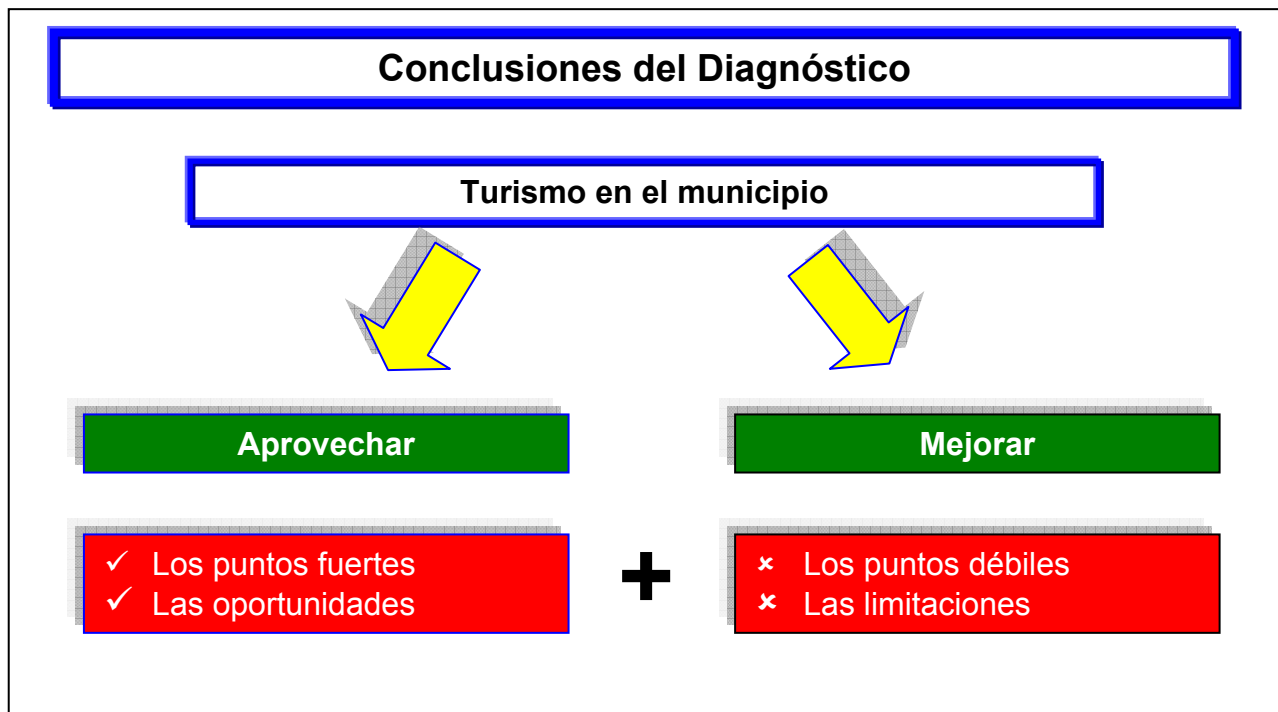 Conclusiones del Diagnóstico
Turismo en el municipio
Aprovechar
Mejorar
✓ Los puntos fuertes
✓ Las oportunidades
+
✘ Los puntos débiles
✘ Las limitaciones